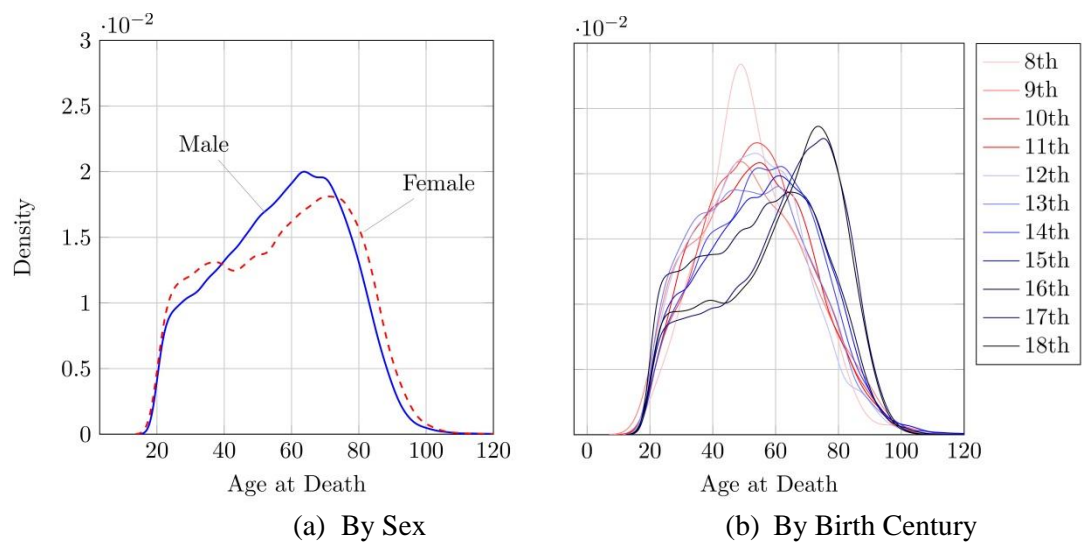 ·10−2
3
2.5
2
1.5
1
0.5
0
Density
Male
Female
20 40 60 80 100 120
Age at Death
(a) By Sex
·10−2
0 20 40 60 80 100 120
Age at Death
(b) By Birth Century
8th
9th
10th
11th
12th
13th
14th
15th
16th
17th
18th